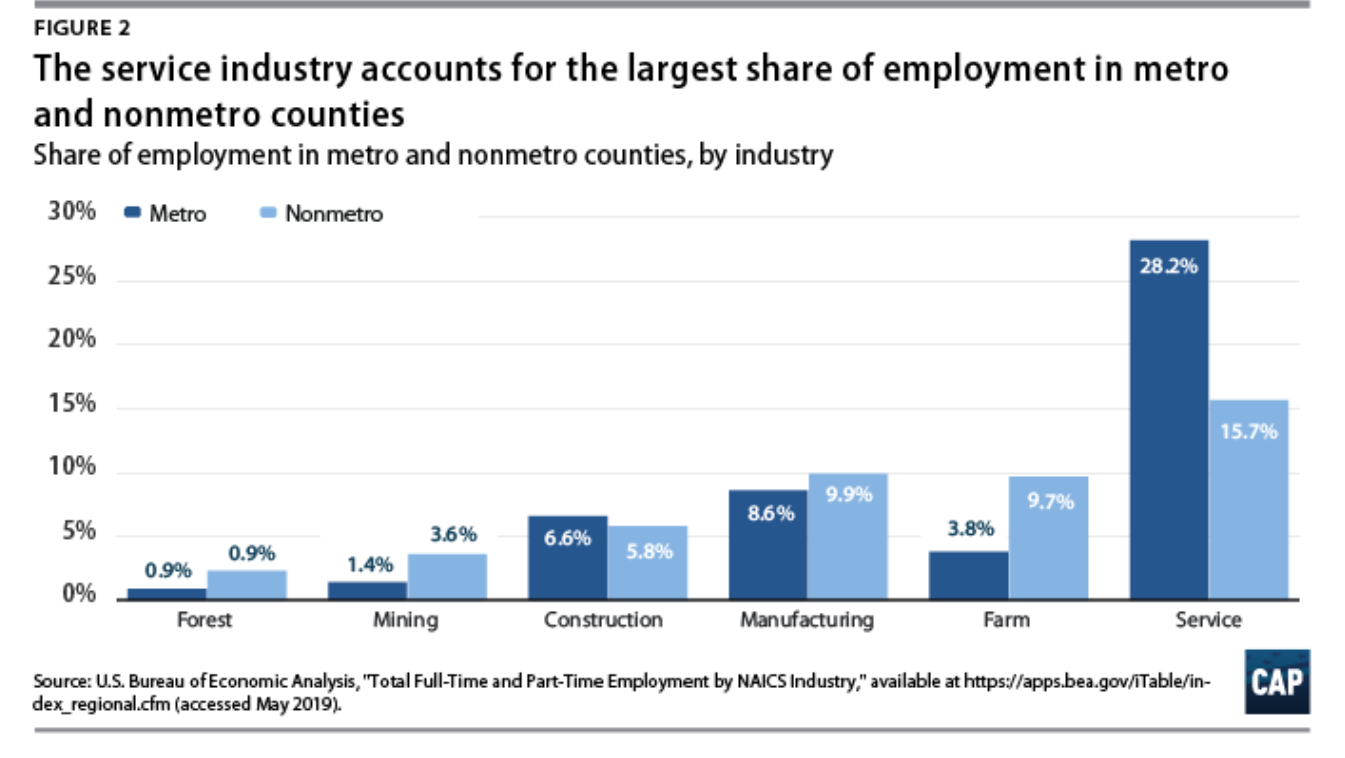 FIGURE 2
The service industry accounts for the largest share of employment in metro
and nonmetro counties
Share of employment in metro and nonmetro counties, by industry
30% Metro Nonmetro
25%
20%
15%
10%
5%
0%
0.9% 0.9% 1.4% 3.6% 6.6% 5.8% 8.6% 9.9% 3.8% 9.7% 28.2% 15.7%
Forest Mining Construction Manufacturing Farm Service
Source: U.S. Bureau of Economic Analysis, "Total Full-Time and Part-Time Employment by NAICS Industry," available at https://apps.bea.gov/iTable/in-
dex_regional.cfm (accessed May 2019).
CAP